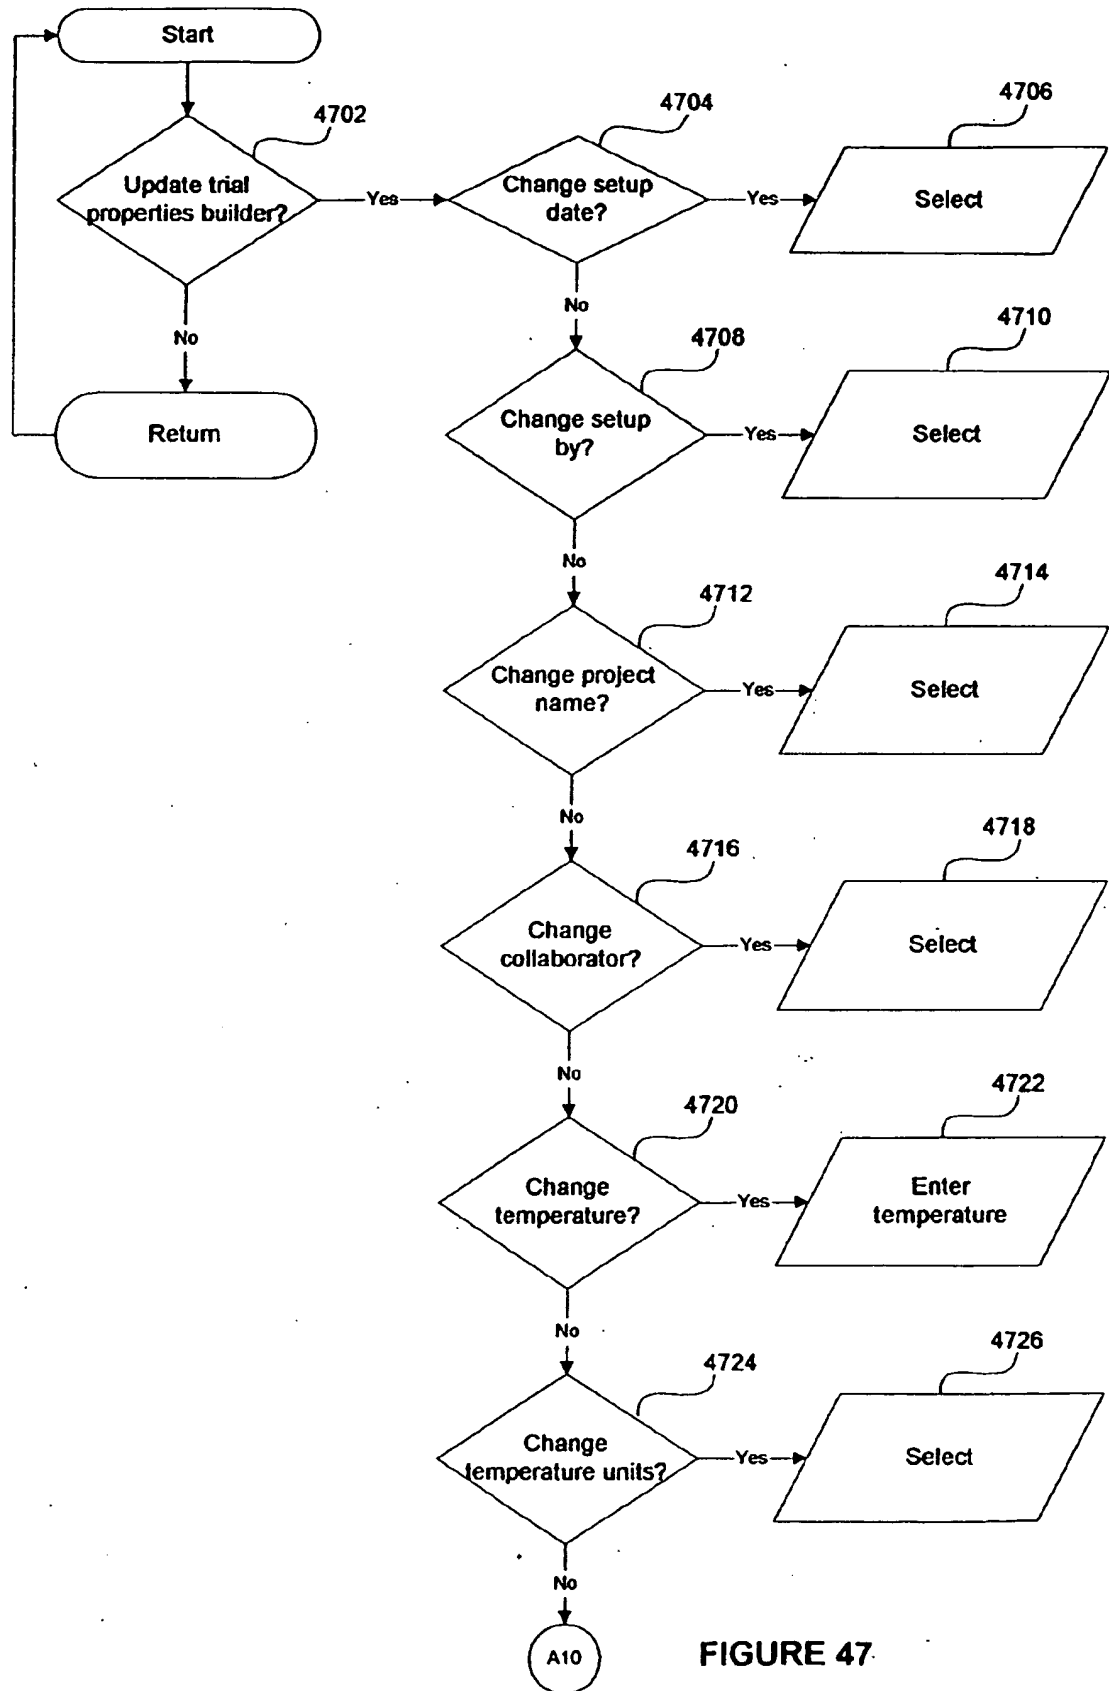 Start
4702
4704
4706
Update trial
properties builder?
Yes
Change setup
date?
Yes
Select
No
No
4708
4710
Return
Change setup
by?
Yes
Select
No
4712
4714
Change project
name?
Yes
Select
No
4716
4718
Change
collaborator?
Yes
Select
No
4720
4722
Change
temperature?
Yes
Enter
temperature
No
4724
4726
Change
temperature units?
Yes
Select
No
A10
FIGURE 47